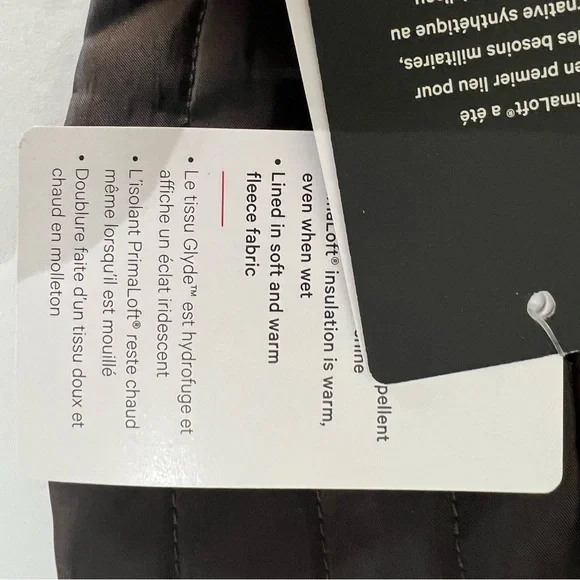 imaLoft® a été
en premier lieu pour
les besoins militaires,
native synthétique au
pellent
hine
imaLoft® insulation is warm,
even when wet
• Lined in soft and warm
fleece fabric
• Le tissu Glyde™ est hydrofuge et
affiche un éclat iridescent
• L'isolant PrimaLoft® reste chaud
même lorsqu'il est mouillé
• Doublure faite d'un tissu doux et
chaud en molleton